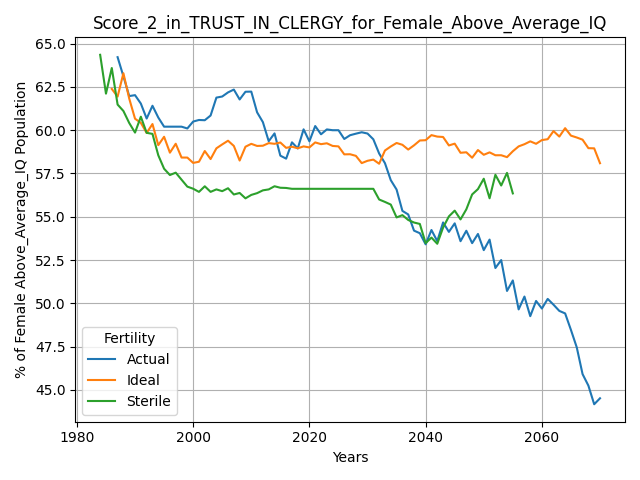 Score_2_in_TRUST_IN_CLERGY_for_Female_Above_Average_IQ
% of Female Above_Average_IQ Population
65.0
62.5
60.0
57.5
55.0
52.5
50.0
47.5
45.0
Fertility
Actual
Ideal
Sterile
1980
2000
2020
2040
2060
Years